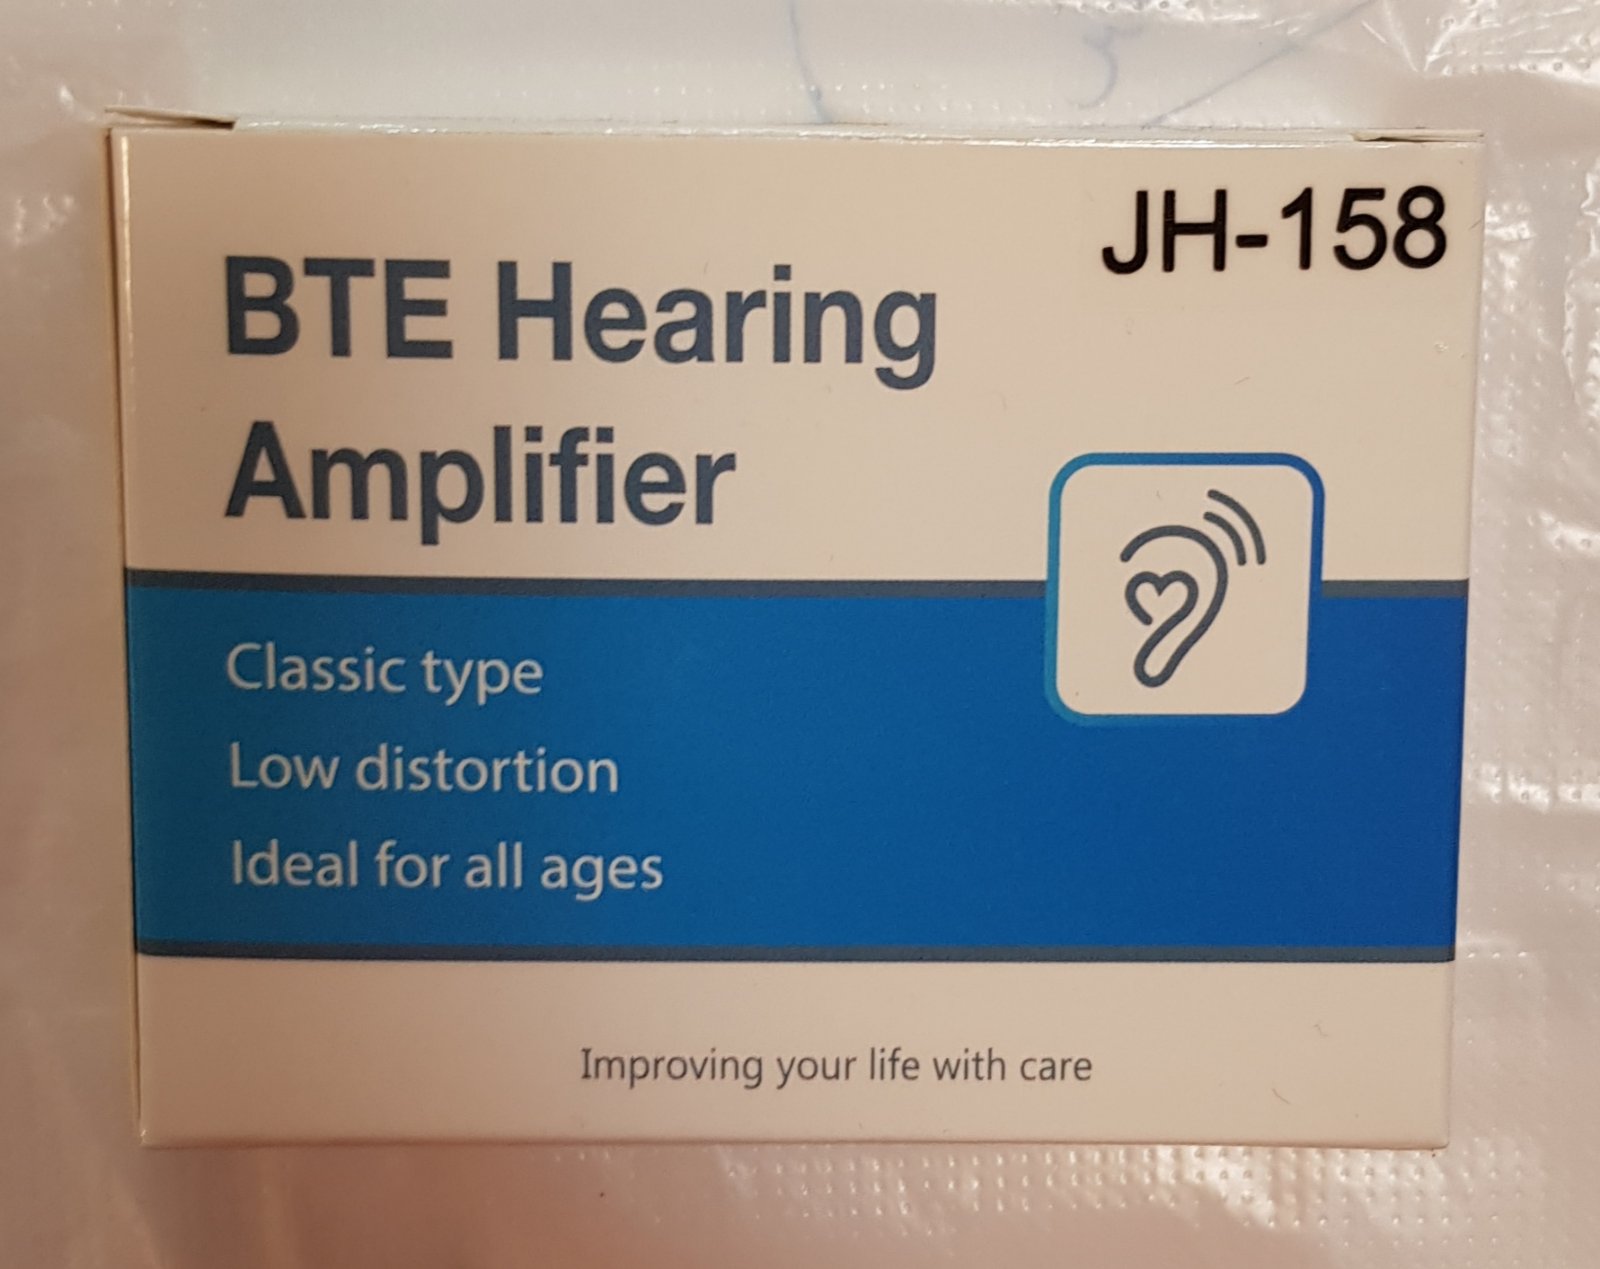 JH-158
BTE Hearing
Amplifier
Classic type
Low distortion
Ideal for all ages
Improving your life with care